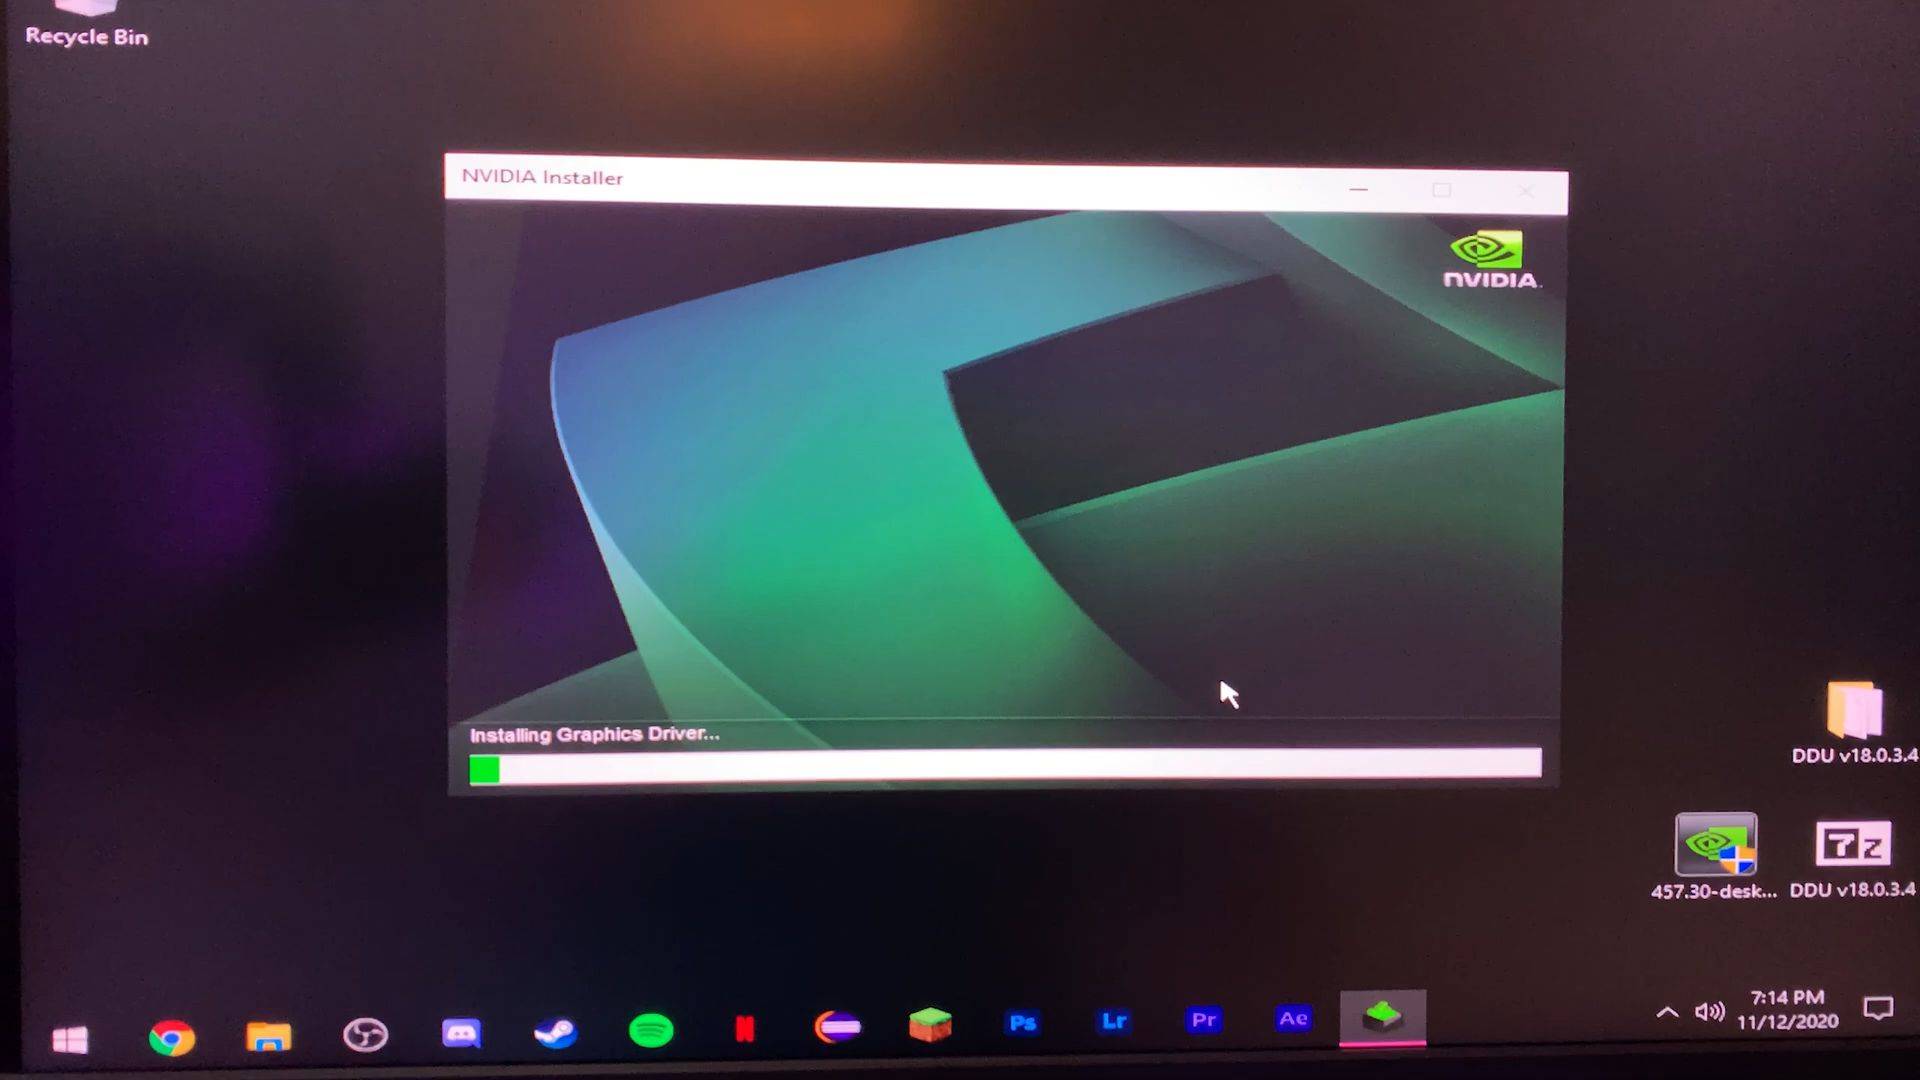 Recycle Bin
NVIDIA Installer
NVIDIA.
Installing Graphics Driver...
DDU v18.0.3.4
457.30-desk...
7z
DDU v18.0.3.4
N
Ps
Lr
Pr
Ae
7:14 PM
11/12/2020